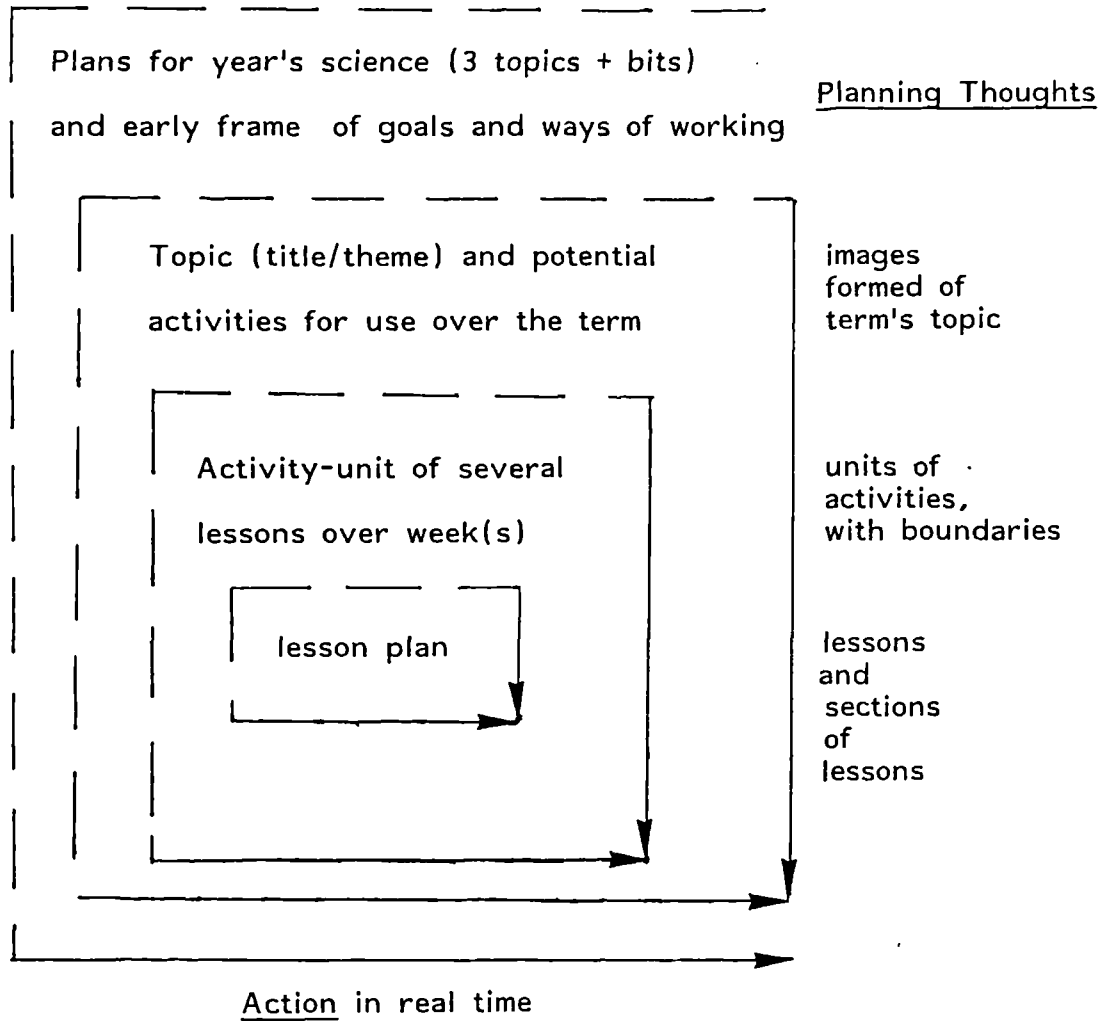 Plans for year's science (3 topics + bits)
and early frame of goals and ways of working
Planning Thoughts
Topic (title/theme) and potential
activities for use over the term
images
formed of
term's topic
Activity-unit of several
lessons over week(s)
units of
activities,
with boundaries
lesson plan
lessons
and
sections
of
lessons
Action in real time